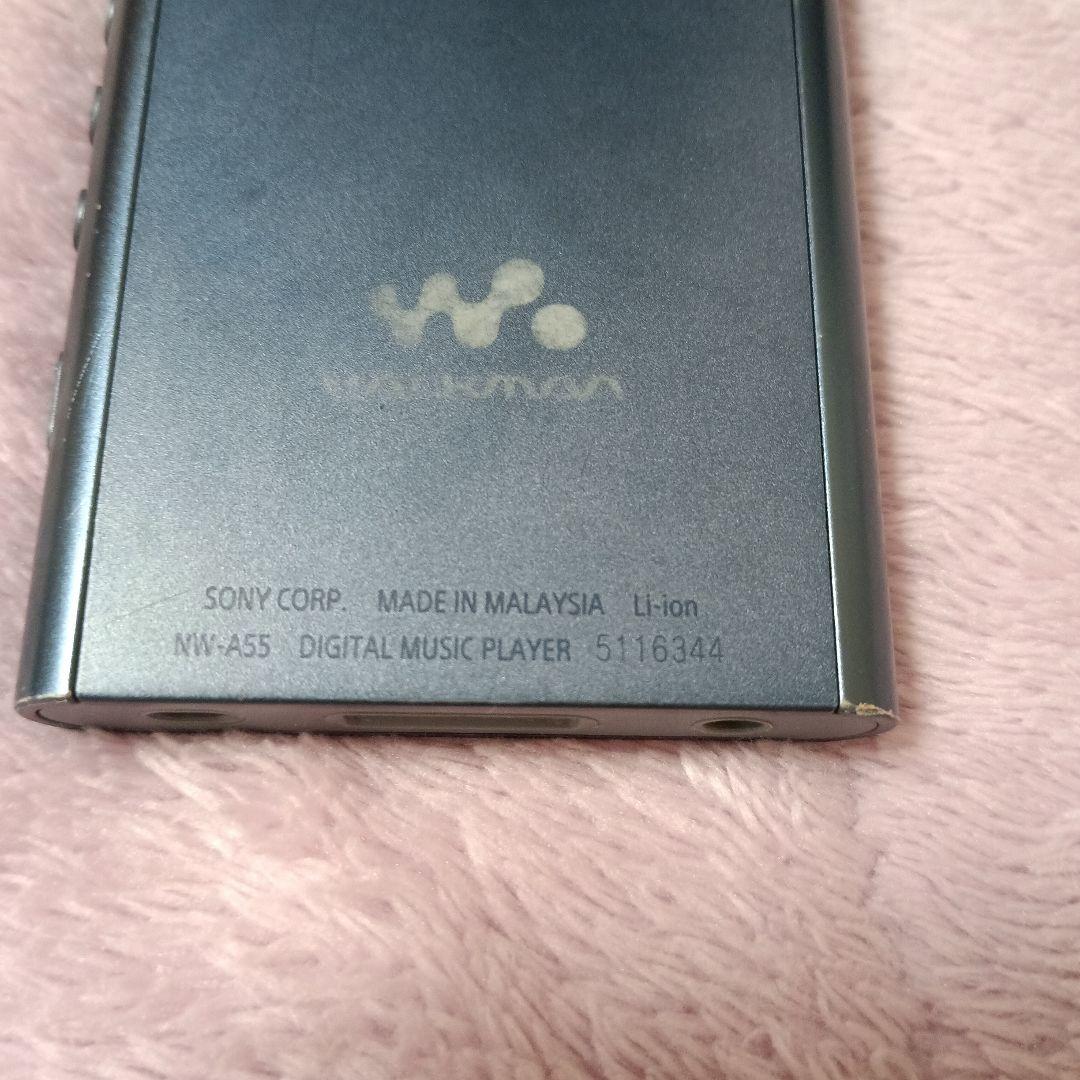 WALKMAN
SONY CORP. MADE IN MALAYSIA Li-ion
NW-A55 DIGITAL MUSIC PLAYER 5116344